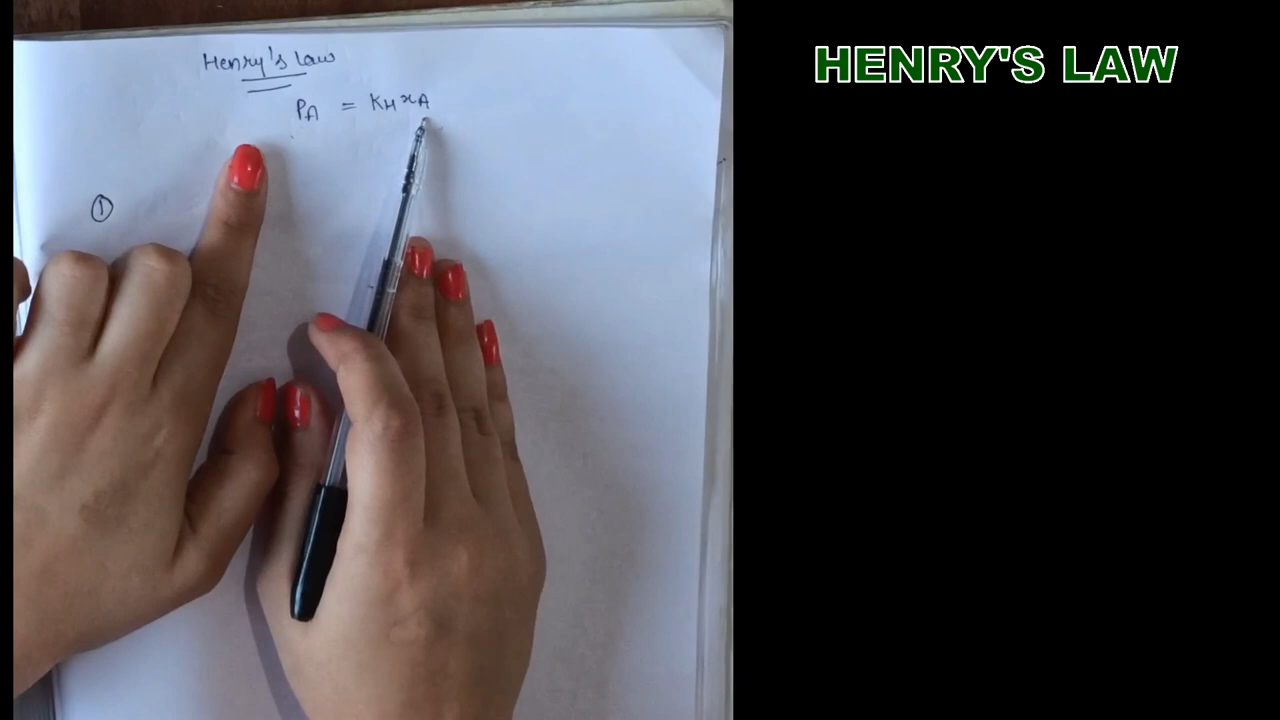 Henry's law
PA = KH xA
①
HENRY'S LAW